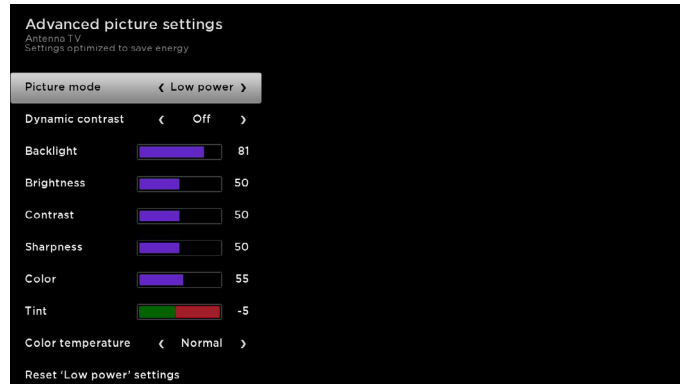 Advanced picture settings
Antenna TV
Settings optimized to save energy
Picture mode ❮ Low power ❯
Dynamic contrast ❮ Off ❯
Backlight 81
Brightness 50
Contrast 50
Sharpness 50
Color 55
Tint -5
Color temperature ❮ Normal ❯
Reset ‘Low power’ settings